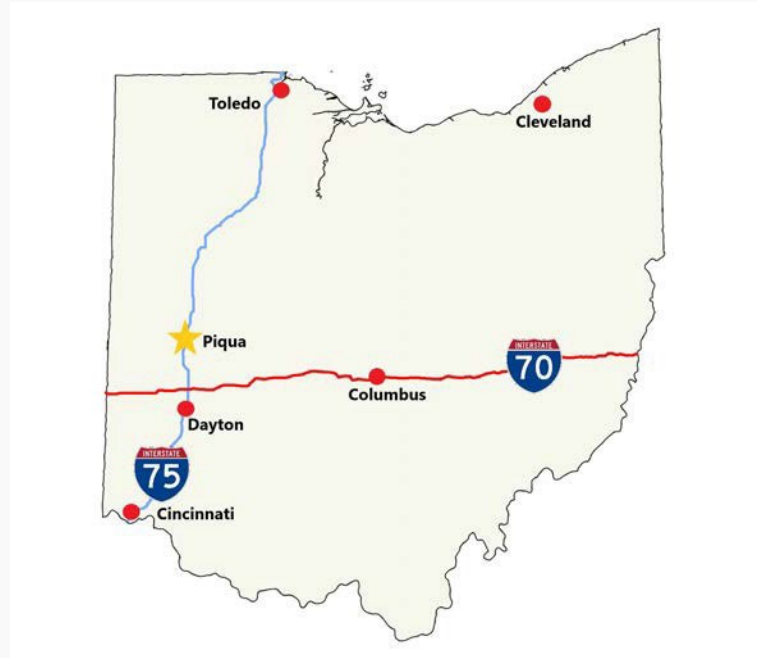 Toledo
Cleveland
Piqua
INTERSTATE
70
Columbus
Dayton
INTERSTATE
75
Cincinnati